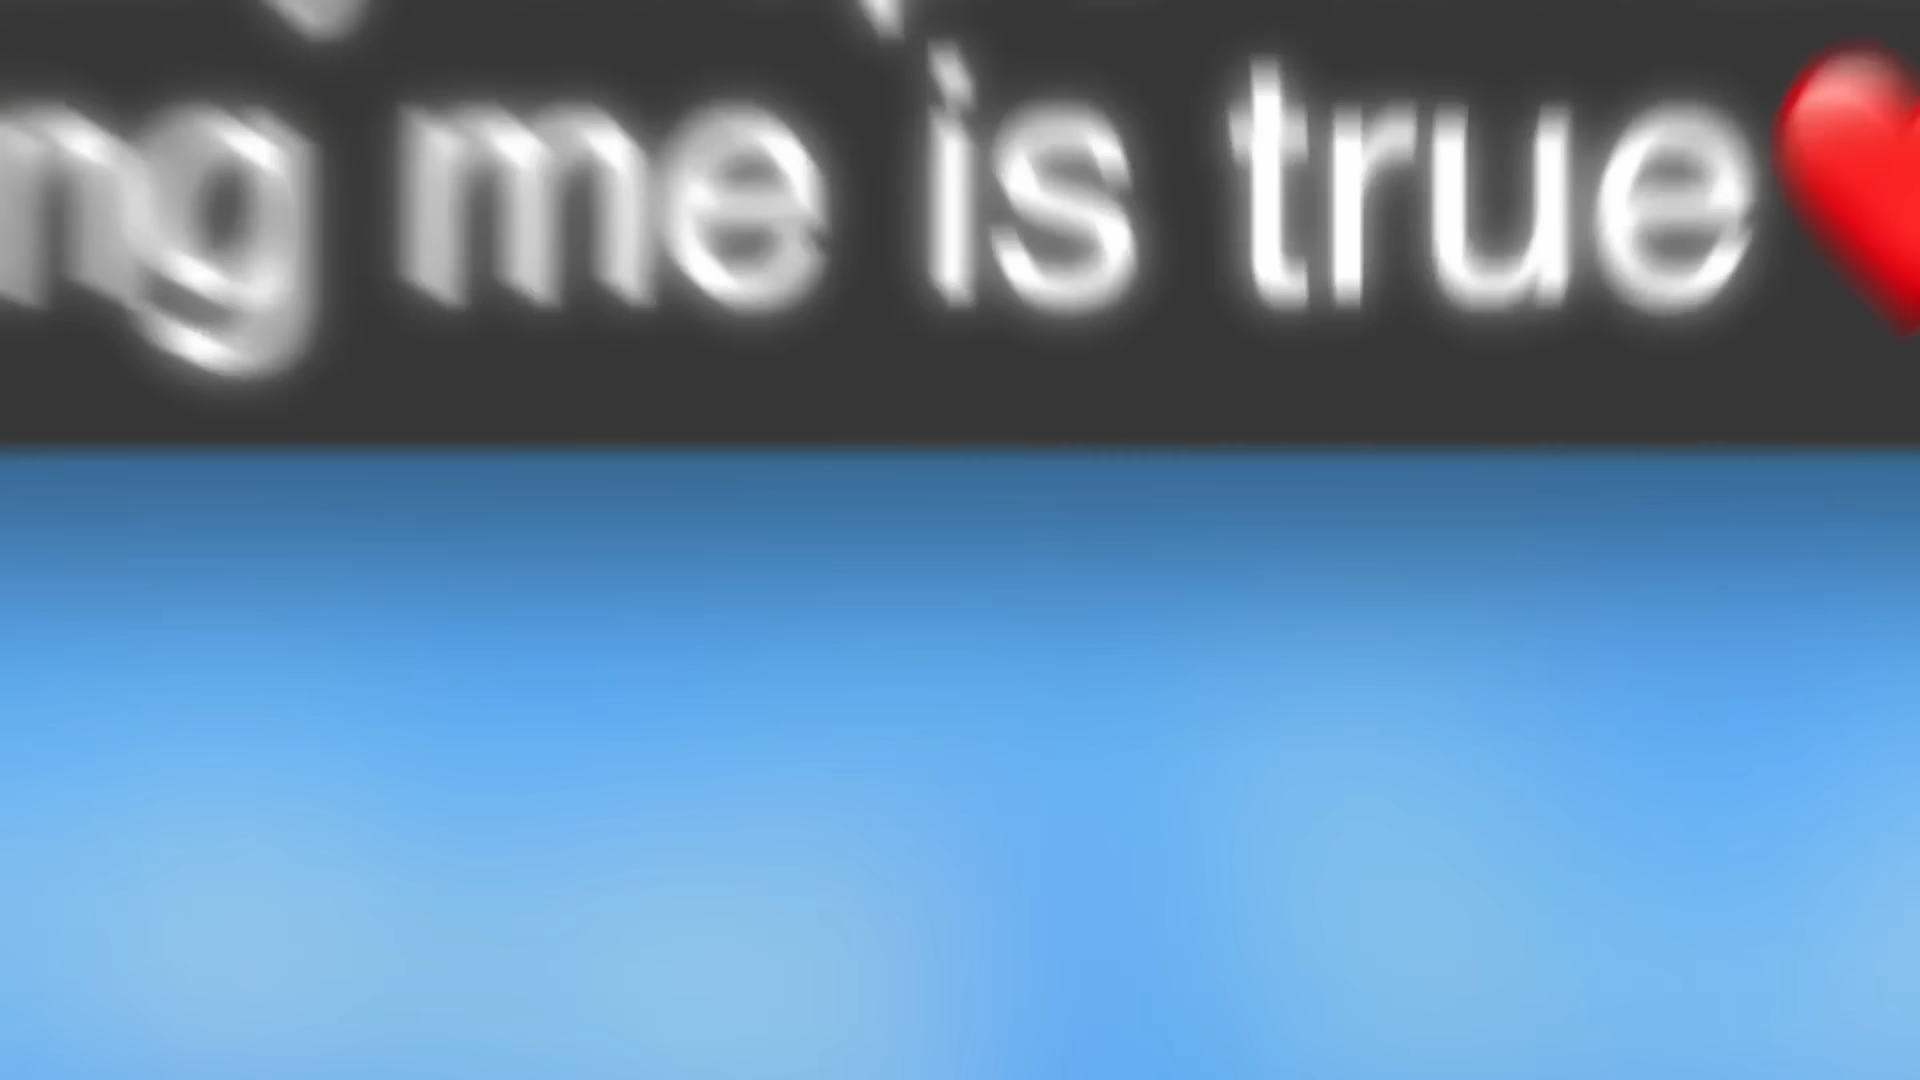 ng me is true❤️